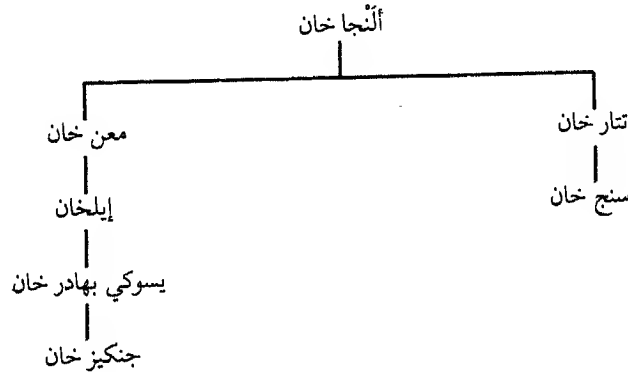 ألَنْجا خان
تتار خان
معن خان
سنج خان
إيلخان
يسوكي بهادر خان
جنكيز خان